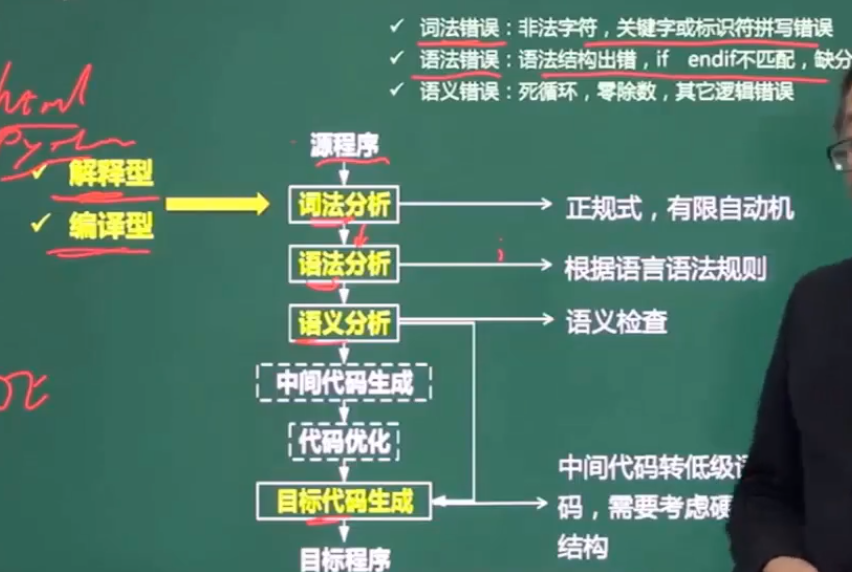 ✓ 词法错误：非法字符，关键字或标识符拼写错误
✓ 语法错误：语法结构出错，if endif不匹配，缺分
✓ 语义错误：死循环，零除数，其它逻辑错误
html
源程序
✓ 解释型
✓ 编译型
词法分析
正规式，有限自动机
；
语法分析
根据语言语法规则
语义分析
语义检查
中间代码生成
代码优化
目标代码生成
中间代码转低级
码，需要考虑硬
结构
目标程序